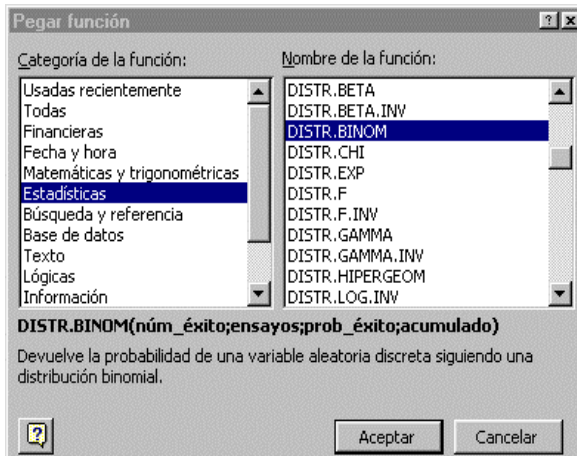 Pegar función
Categoría de la función:
Usadas recientemente
Todas
Financieras
Fecha y hora
Matemáticas y trigonométricas
Estadísticas
Búsqueda y referencia
Base de datos
Texto
Lógicas
Información
Nombre de la función:
DISTR.BETA
DISTR.BETA.INV
DISTR.BINOM
DISTR.CHI
DISTR.EXP
DISTR.F
DISTR.F.INV
DISTR.GAMMA
DISTR.GAMMA.INV
DISTR.HIPERGEOM
DISTR.LOG.INV
DISTR.BINOM(núm_éxito;ensayos;prob_éxito;acumulado)
Devuelve la probabilidad de una variable aleatoria discreta siguiendo una
distribución binomial.
Aceptar
Cancelar